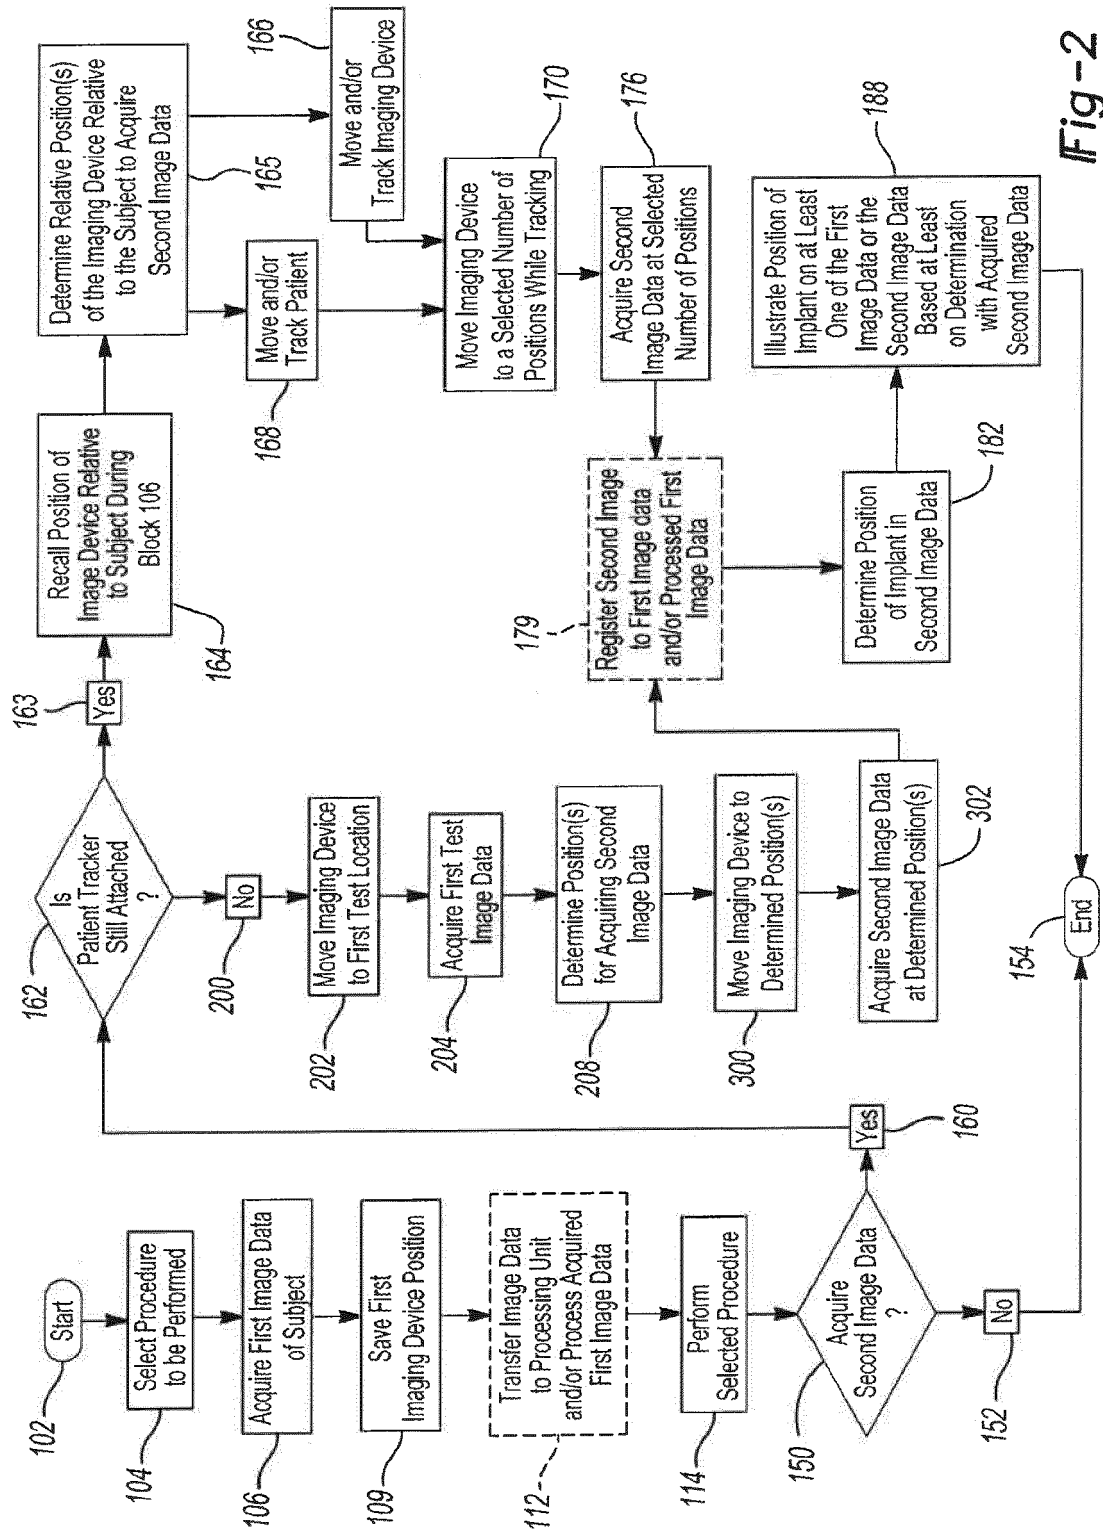 102
Start
104
Select Procedure
to be Performed
106
Acquire First Image Data
of Subject
109
Save First
Imaging Device Position
112
Transfer Image Data
to Processing Unit
and/or Process Acquired
First Image Data
114
Perform
Selected Procedure
150
Acquire
Second Image Data
?
152
No
160
Yes
162
Is
Patient Tracker
Still Attached
?
200
No
202
Move Imaging Device
to First Test Location
204
Acquire First Test
Image Data
208
Determine Position(s)
for Acquiring Second
Image Data
300
Move Imaging Device to
Determined Position(s)
302
Acquire Second Image Data
at Determined Position(s)
163
Yes
164
Recall Position of
Image Device Relative
to Subject During
Block 106
165
Determine Relative Position(s)
of the Imaging Device Relative
to the Subject to Acquire
Second Image Data
168
Move and/or
Track Patient
166
Move and/or
Track Imaging Device
170
Move Imaging Device
to a Selected Number of
Positions While Tracking
176
Acquire Second
Image Data at Selected
Number of Positions
179
Register Second Image
to First Image data
and/or Processed First
Image Data
182
Determine Position
of Implant in
Second Image Data
188
Illustrate Position of
Implant on at Least
One of the First
Image Data or the
Second Image Data
Based at Least
on Determination
with Acquired
Second Image Data
154
End
Fig-2